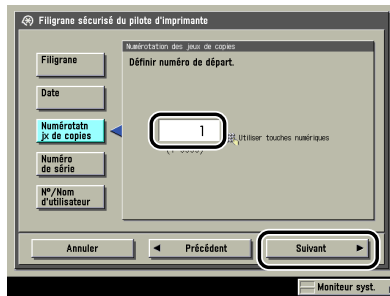 Filigrane sécurisé du pilote d'imprimante
Numérotation des jeux de copies
Définir numéro de départ.
Filigrane
Date
Numérotatn
jx de copies
Numéro
de série
Nº/Nom
d'utilisateur
1
Utiliser touches numériques
Annuler
Précédent
Suivant
Moniteur syst.